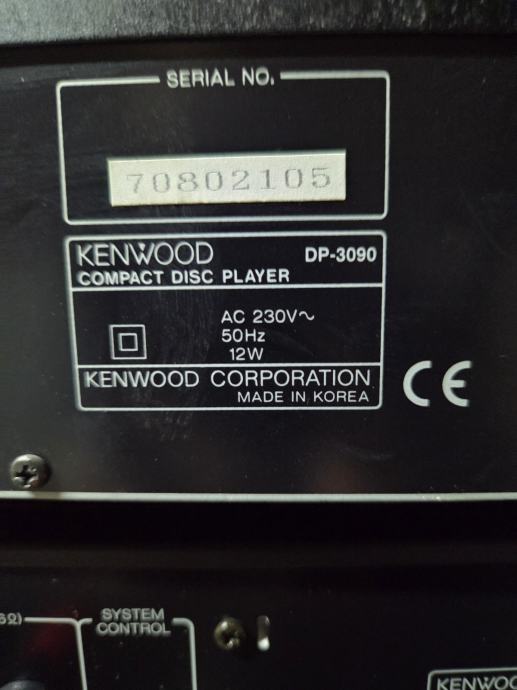 SERIAL NO.
70802105
KENWOOD DP-3090
COMPACT DISC PLAYER
AC 230V~
50Hz
12W
KENWOOD CORPORATION
MADE IN KOREA
CE
SYSTEM
CONTROL